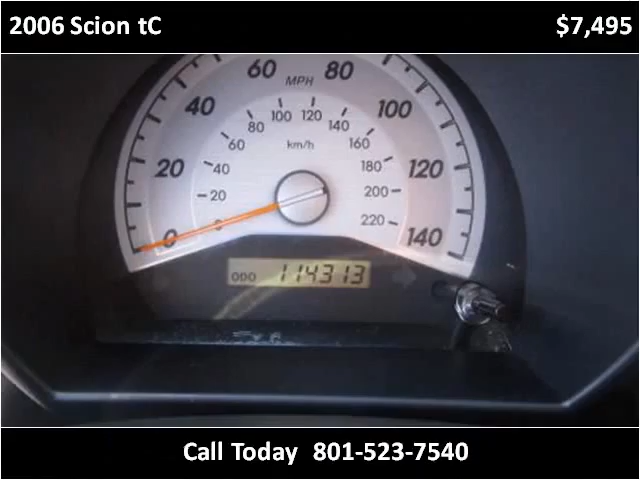 2006 Scion tC $7,495
60 MPH 80
40 100
100 120
80 140
60 km/h 160
20 40 180 120
20 200
0 0 220 140
ODO 114313
Call Today 801-523-7540